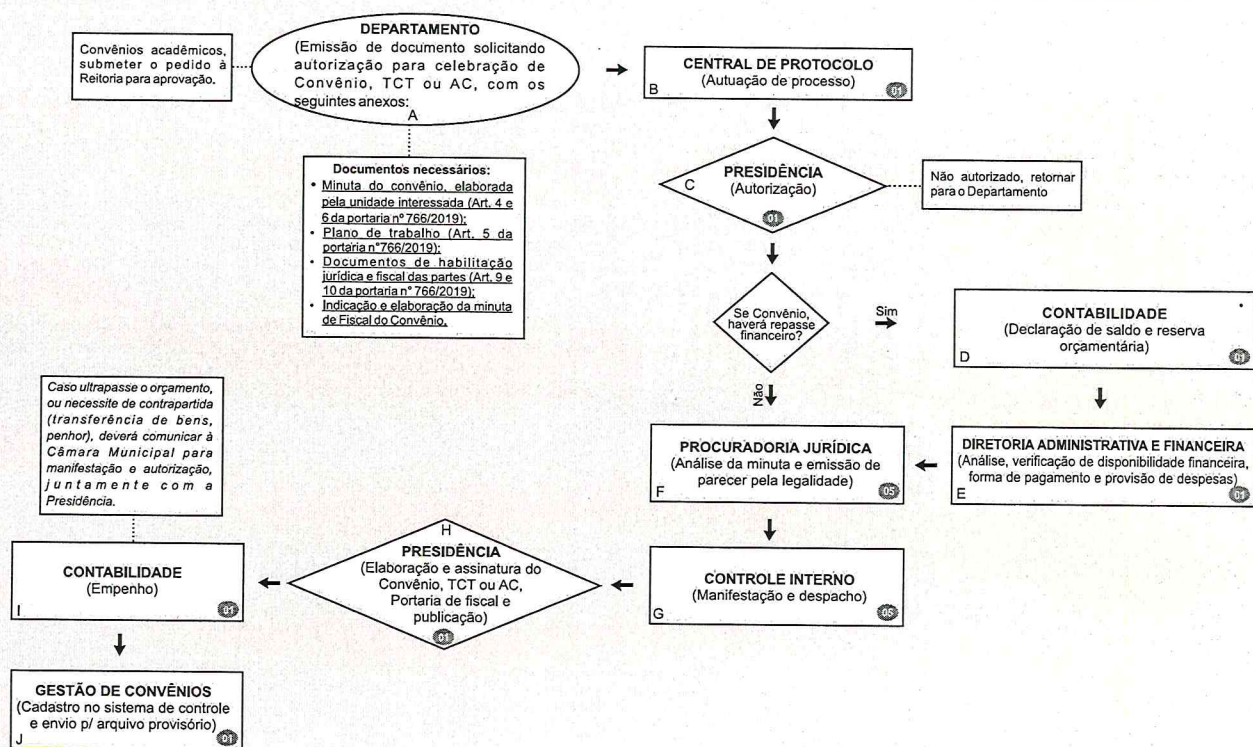 Convênios acadêmicos,
submeter o pedido à
Reitoria para aprovação.
DEPARTAMENTO
(Emissão de documento solicitando
autorização para celebração de
Convênio, TCT ou AC, com os
seguintes anexos:
A
CENTRAL DE PROTOCOLO
(Autuação de processo)
B
01
Documentos necessários:
• Minuta do convênio, elaborada
pela unidade interessada (Art. 4 e
6 da portaria nº 766/2019);
• Plano de trabalho (Art. 5 da
portaria n°766/2019);
• Documentos de habilitação
jurídica e fiscal das partes (Art. 9 e
10 da portaria n° 766/2019);
• Indicação e elaboração da minuta
de Fiscal do Convênio.
PRESIDÊNCIA
C
(Autorização)
01
Não autorizado, retornar
para o Departamento
Se Convênio,
haverá repasse
financeiro?
Sim
Não
CONTABILIDADE
(Declaração de saldo e reserva
orçamentária)
D
01
DIRETORIA ADMINISTRATIVA E FINANCEIRA
(Análise, verificação de disponibilidade financeira,
forma de pagamento e provisão de despesas)
E
01
PROCURADORIA JURÍDICA
(Análise da minuta e emissão de
parecer pela legalidade)
F
05
CONTROLE INTERNO
(Manifestação e despacho)
G
05
H
PRESIDÊNCIA
(Elaboração e assinatura do
Convênio, TCT ou AC,
Portaria de fiscal e
publicação)
01
Caso ultrapasse o orçamento,
ou necessite de contrapartida
(transferência de bens,
penhor), deverá comunicar à
Câmara Municipal para
manifestação e autorização,
juntamente com a
Presidência.
CONTABILIDADE
(Empenho)
I
01
GESTÃO DE CONVÊNIOS
(Cadastro no sistema de controle
e envio p/ arquivo provisório)
J
01